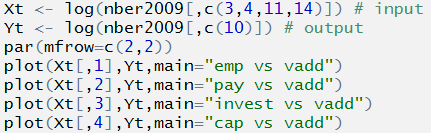 Xt <- log(nber2009[,c(3,4,11,14)]) # input
Yt <- log(nber2009[,c(10)]) # output
par(mfrow=c(2,2))
plot(Xt[,1],Yt,main="emp vs vadd")
plot(Xt[,2],Yt,main="pay vs vadd")
plot(Xt[,3],Yt,main="invest vs vadd")
plot(Xt[,4],Yt,main="cap vs vadd")